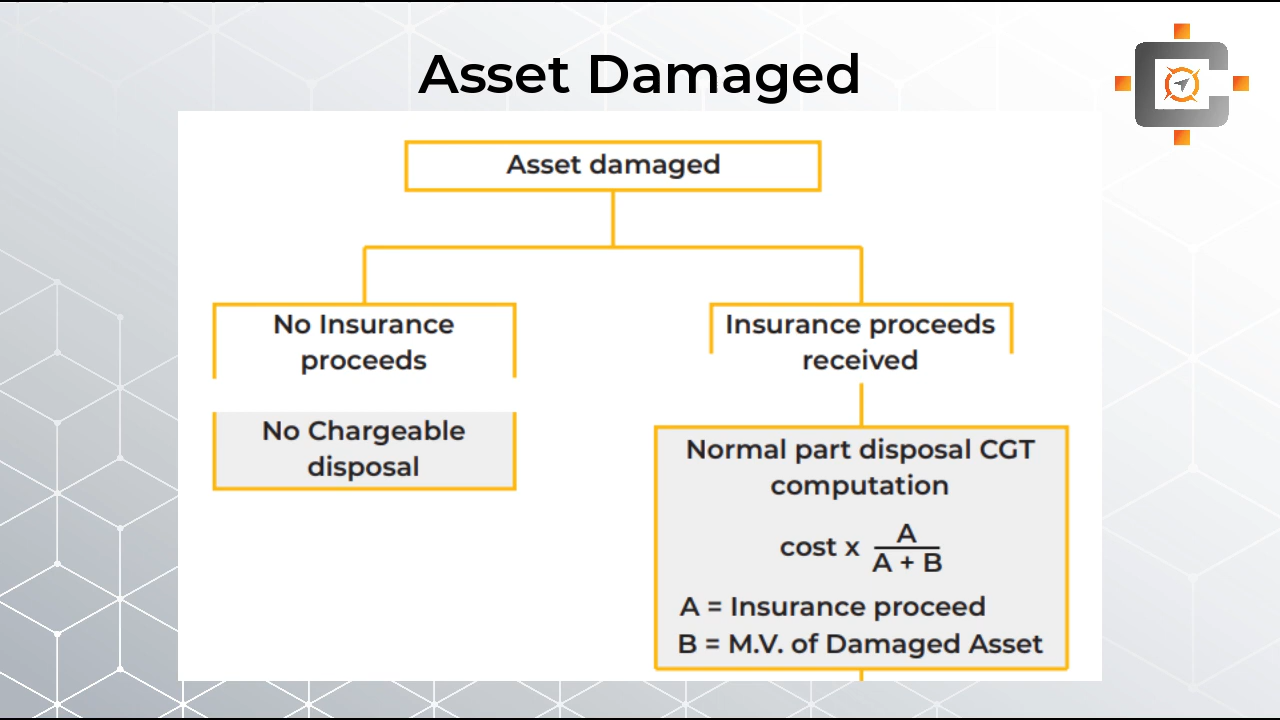 Asset Damaged
Asset damaged
No Insurance
proceeds
No Chargeable
disposal
Insurance proceeds
received
Normal part disposal CGT
computation
cost x A
A + B
A = Insurance proceed
B = M.V. of Damaged Asset